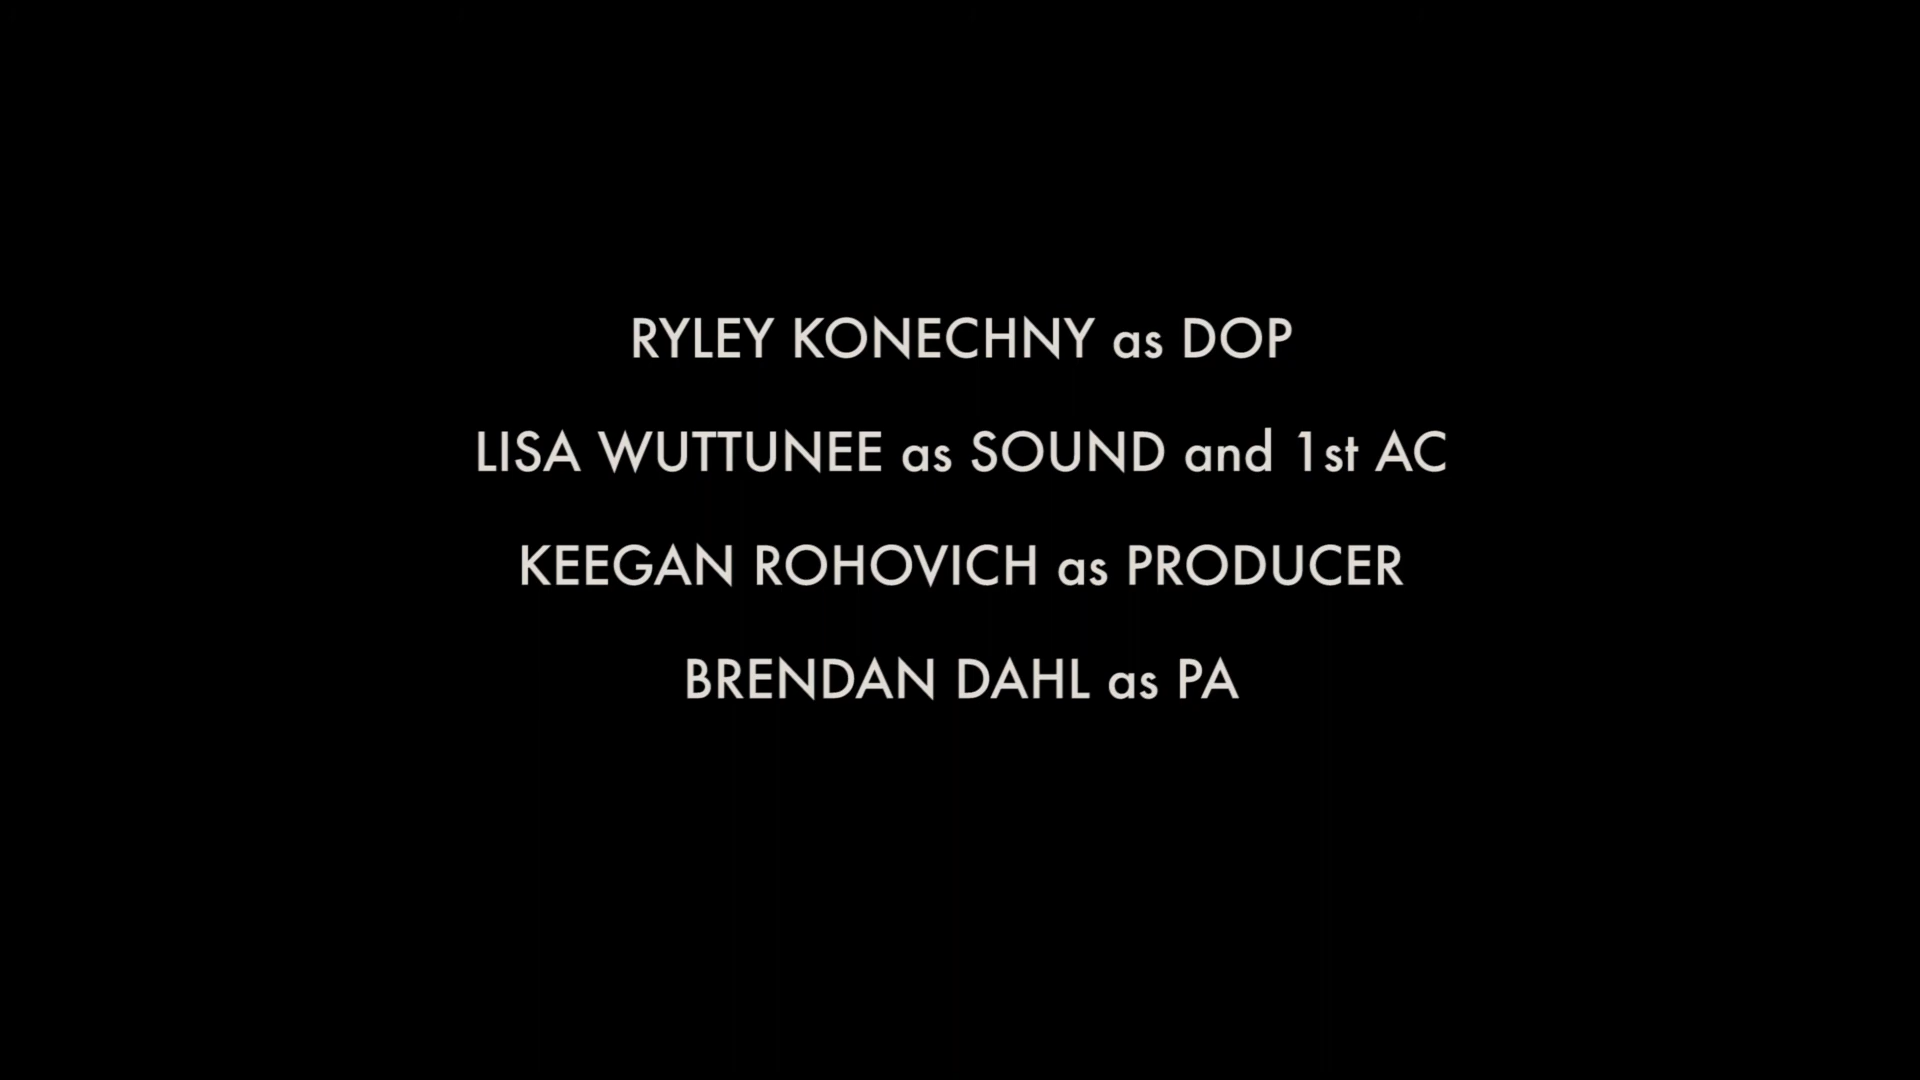 RYLEY KONECHNY as DOP
LISA WUTTUNEE as SOUND and 1st AC
KEEGAN ROHOVICH as PRODUCER
BRENDAN DAHL as PA